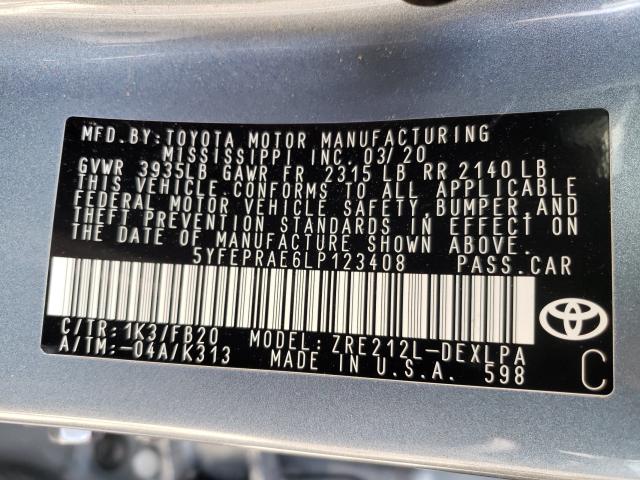 MFD.BY:TOYOTA MOTOR MANUFACTURING
MISSISSIPPI INC. 03/20
GVWR 3935LB GAWR FR 2315 LB RR 2140 LB
THIS VEHICLE CONFORMS TO ALL APPLICABLE
FEDERAL MOTOR VEHICLE SAFETY,BUMPER,AND
THEFT PREVENTION STANDARDS IN EFFECT ON
THE DATE OF MANUFACTURE SHOWN ABOVE.
5YFEPRAE6LP123408 PASS.CAR
C/TR: 1K3/FB20 MODEL: ZRE212L-DEXLPA
A/TM:-04A/K313 MADE IN U.S.A. 598
C